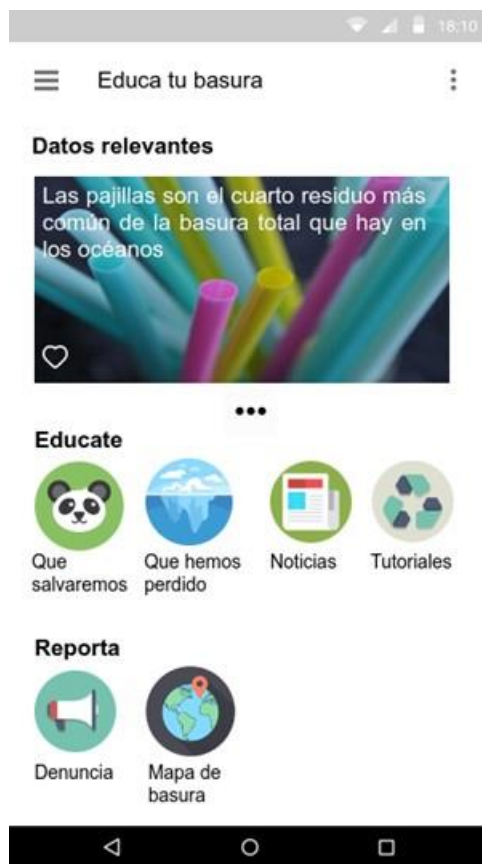 18:10
Educa tu basura
Datos relevantes
Las pajillas son el cuarto residuo más
común de la basura total que hay en
los océanos
Educate
Que
salvaremos
Que hemos
perdido
Noticias
Tutoriales
Reporta
Denuncia
Mapa de
basura